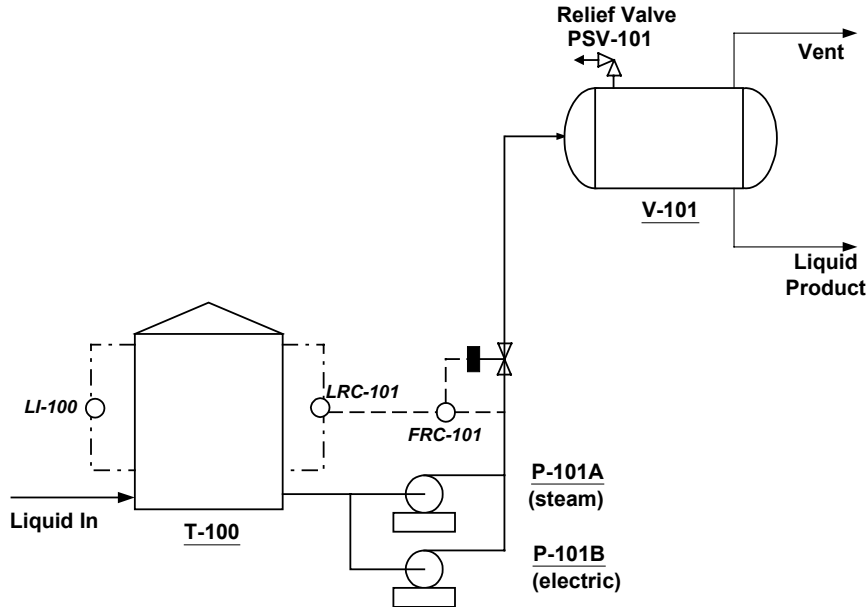 Relief Valve
PSV-101
Vent
V-101
Liquid
Product
LI-100
LRC-101
FRC-101
Liquid In
T-100
P-101A
(steam)
P-101B
(electric)